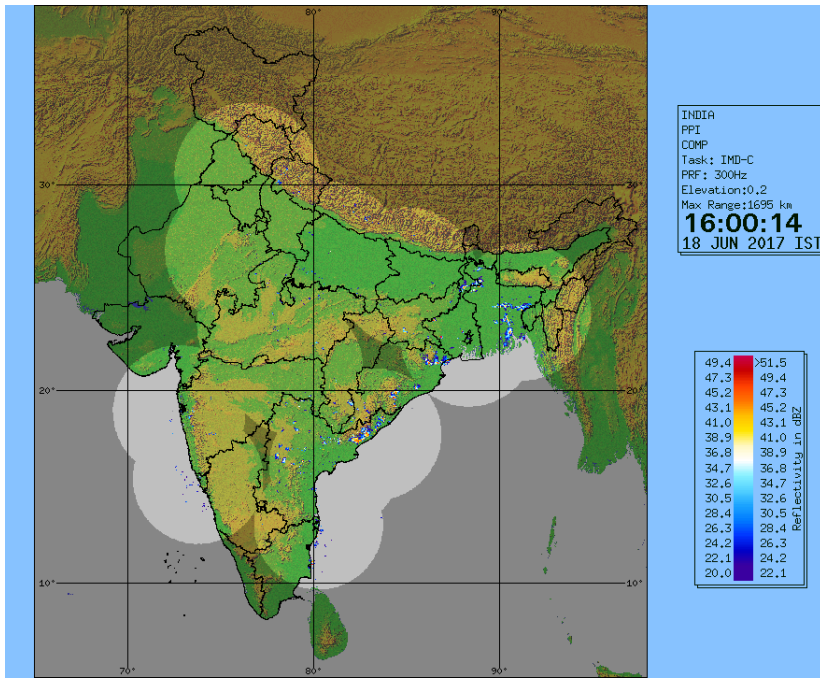 70° 80° 90°
30° 30°
20° 20°
10° 10°
70° 80° 90°
INDIA
PPI
COMP
Task: IMD-C
PRF: 300Hz
Elevation:0.2
Max Range:1695 km
16:00:14
18 JUN 2017 IST
49.4 >51.5
47.3 49.4
45.2 47.3
43.1 45.2
41.0 43.1
38.9 41.0
36.8 38.9
34.7 36.8
32.6 34.7
30.5 32.6
28.4 30.5
26.3 28.4
24.2 26.3
22.1 24.2
20.0 22.1
Reflectivity in dBZ